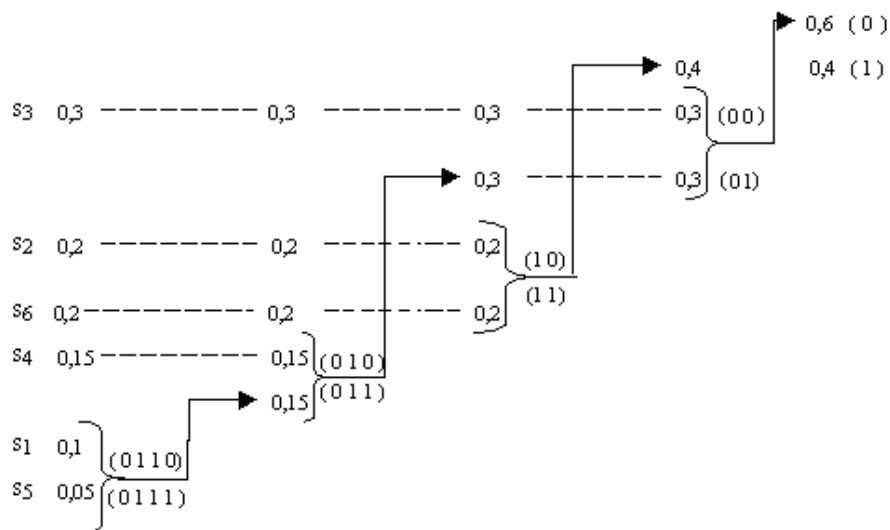 0,6 (0)
0,4 0,4 (1)
S3 0,3 0,3 0,3 0,3 (00)
0,3 0,3 (01)
S2 0,2 0,2 0,2 (10)
S6 0,2 0,2 0,2 (11)
S4 0,15 0,15 (010)
0,15 (011)
S1 0,1 (0110)
S5 0,05 (0111)